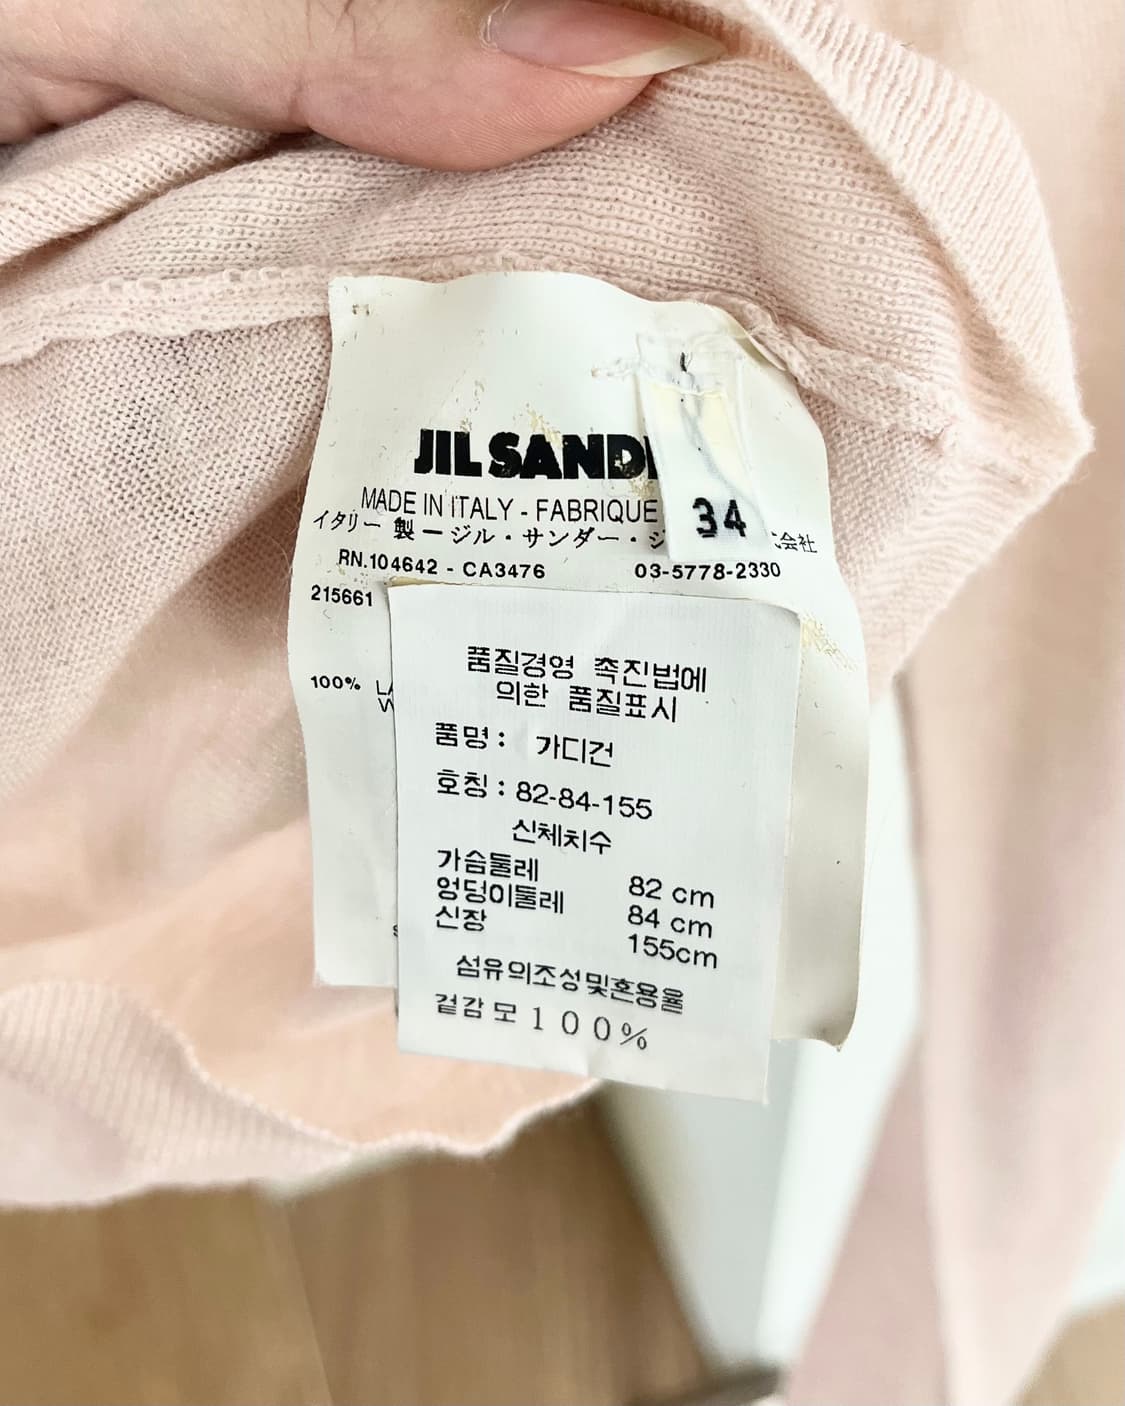 JIL SAND
34
MADE IN ITALY - FABRIQUE
イタリー 製 ー ジル・サンダー・ジ 会社
RN.104642 - CA3476 03-5778-2330
215661
100%
품질경영 촉진법에
의한 품질표시
품명 : 가디건
호칭 : 82-84-155
신체치수
가슴둘레 82 cm
엉덩이둘레 84 cm
신장 155cm
섬유의조성및혼용율
겉감 모 100%